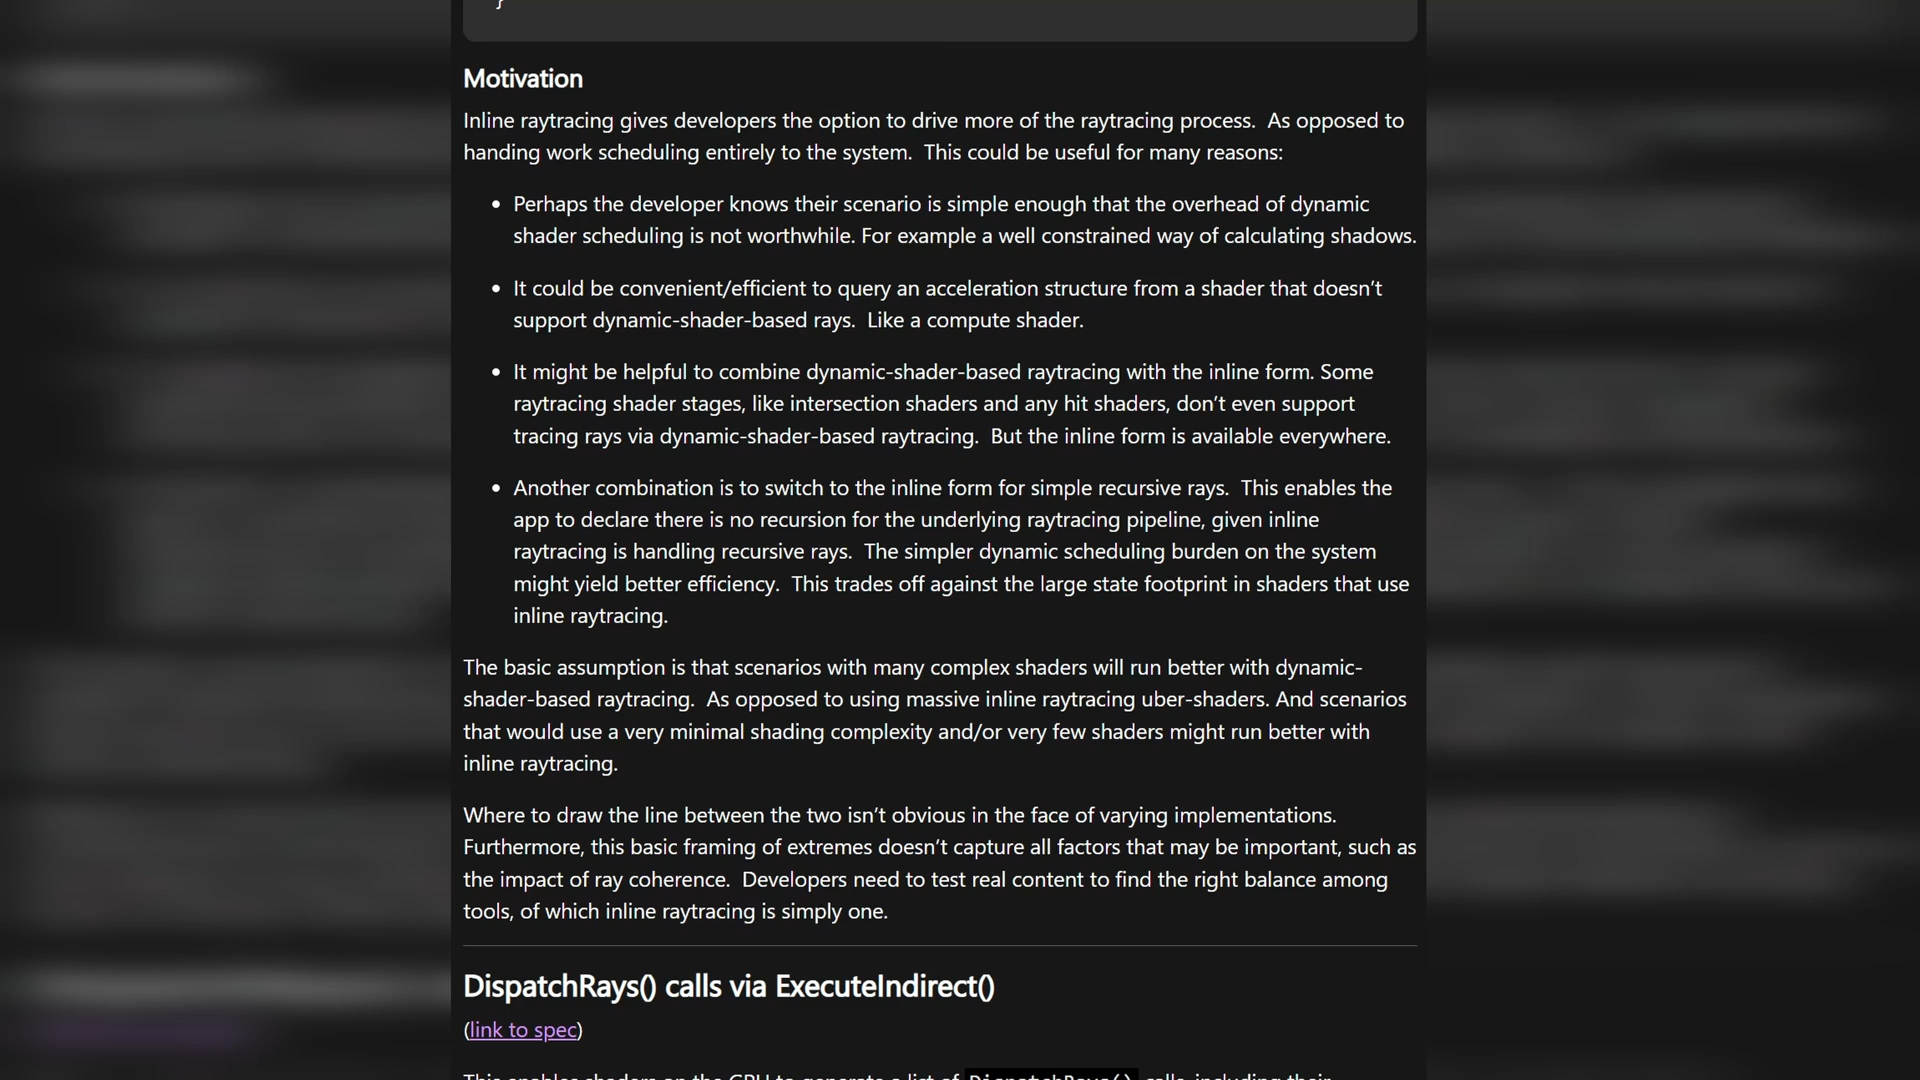 }
Motivation
Inline raytracing gives developers the option to drive more of the raytracing process.  As opposed to
handing work scheduling entirely to the system.  This could be useful for many reasons:
• Perhaps the developer knows their scenario is simple enough that the overhead of dynamic
shader scheduling is not worthwhile. For example a well constrained way of calculating shadows.
• It could be convenient/efficient to query an acceleration structure from a shader that doesn’t
support dynamic-shader-based rays.  Like a compute shader.
• It might be helpful to combine dynamic-shader-based raytracing with the inline form. Some
raytracing shader stages, like intersection shaders and any hit shaders, don’t even support
tracing rays via dynamic-shader-based raytracing.  But the inline form is available everywhere.
• Another combination is to switch to the inline form for simple recursive rays.  This enables the
app to declare there is no recursion for the underlying raytracing pipeline, given inline
raytracing is handling recursive rays.  The simpler dynamic scheduling burden on the system
might yield better efficiency.  This trades off against the large state footprint in shaders that use
inline raytracing.
The basic assumption is that scenarios with many complex shaders will run better with dynamic-
shader-based raytracing.  As opposed to using massive inline raytracing uber-shaders. And scenarios
that would use a very minimal shading complexity and/or very few shaders might run better with
inline raytracing.
Where to draw the line between the two isn’t obvious in the face of varying implementations.
Furthermore, this basic framing of extremes doesn’t capture all factors that may be important, such as
the impact of ray coherence.  Developers need to test real content to find the right balance among
tools, of which inline raytracing is simply one.
DispatchRays() calls via ExecuteIndirect()
(link to spec)
This enables shaders on the GPU to generate a list of DispatchRays() calls, including their